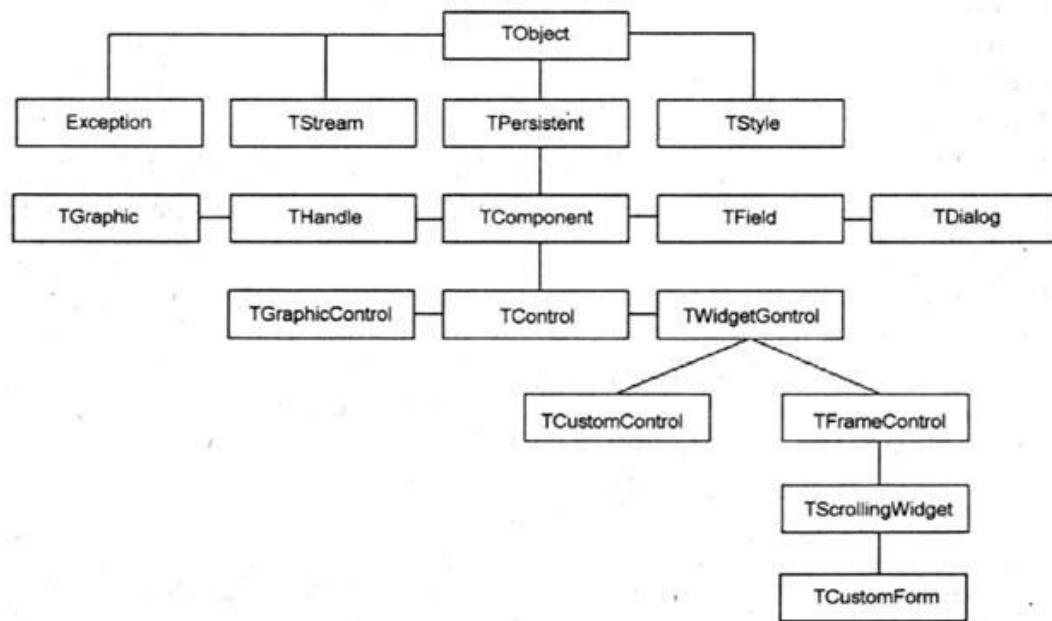 TObject
Exception
TStream
TPersistent
TStyle
TGraphic
THandle
TComponent
TField
TDialog
TGraphicControl
TControl
TWidgetGontrol
TCustomControl
TFrameControl
TScrollingWidget
TCustomForm